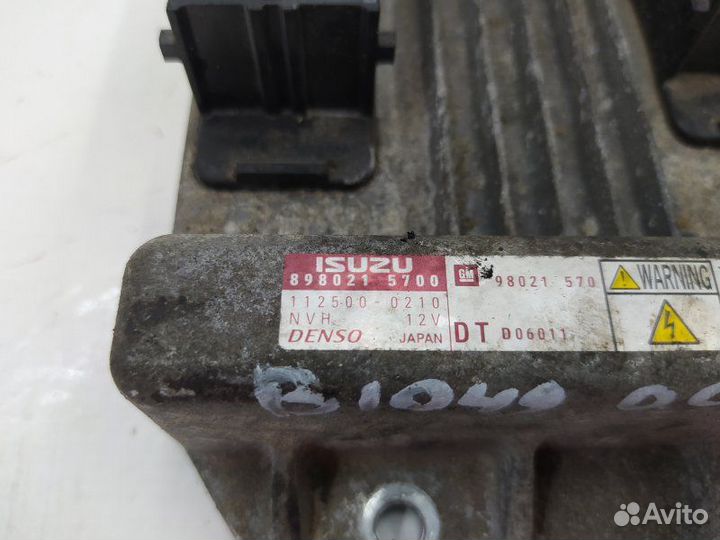 ISUZU
898021-5700
112500-0210
NVH 12V
DENSO JAPAN
GM 98021 570
DT D06011
WARNING
Avito